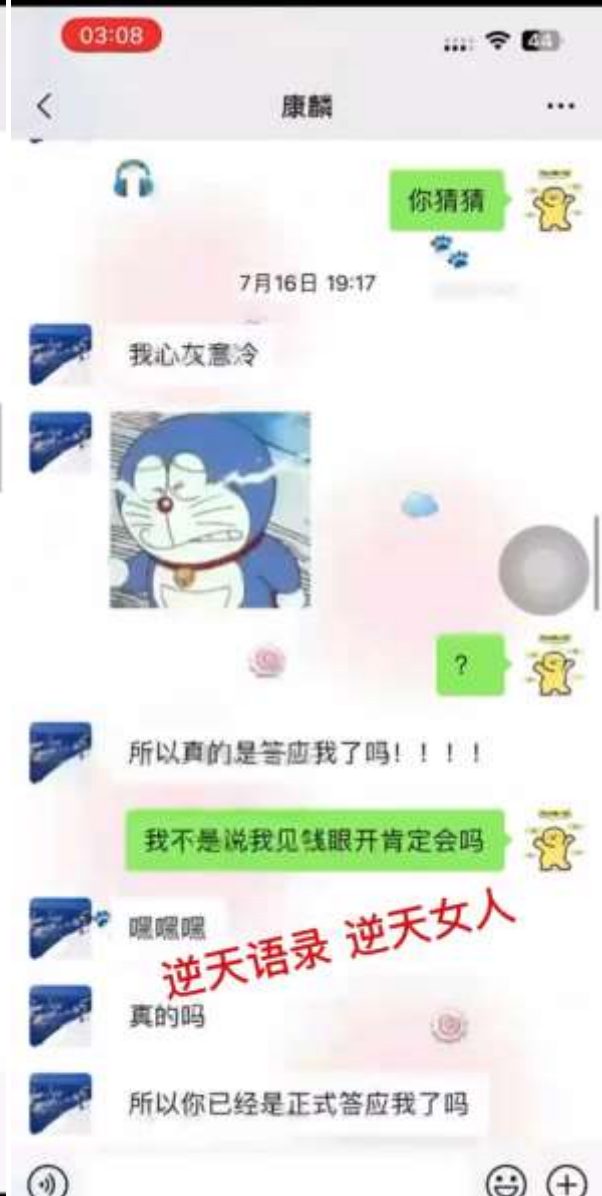 03:08
44
康麟
你猜猜
7月16日 19:17
我心灰意冷
?
所以真的是答应我了吗！！！！
我不是说我见钱眼开肯定会吗
嘿嘿嘿
逆天语录 逆天女人
真的吗
所以你已经是正式答应我了吗